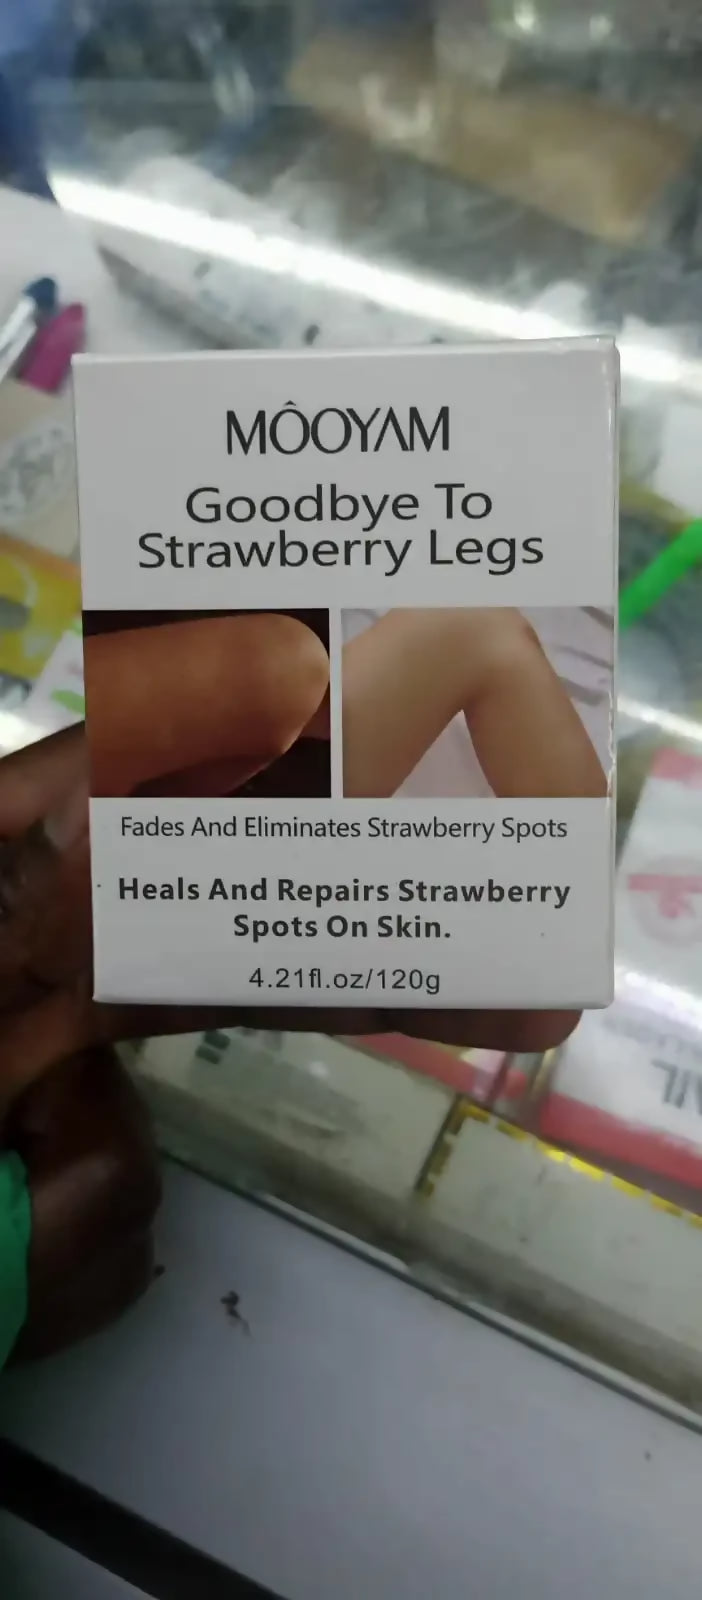 MÔOYAM
Goodbye To
Strawberry Legs
Fades And Eliminates Strawberry Spots
Heals And Repairs Strawberry
Spots On Skin.
4.21fl.oz/120g